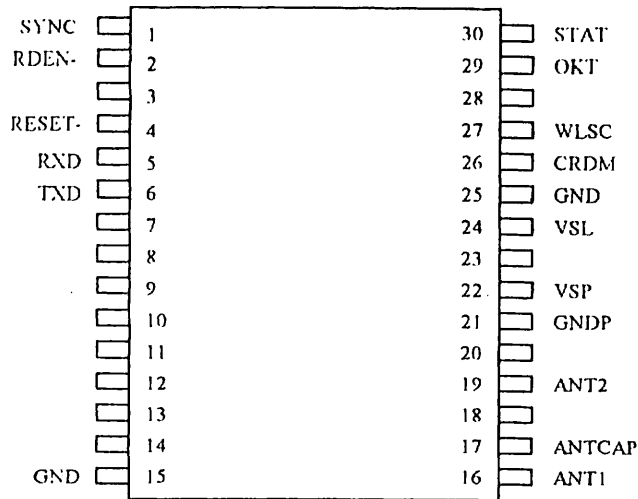 SYNC 1 30 STAT
RDEN- 2 29 OKT
3 28
RESET- 4 27 WLSC
RXD 5 26 CRDM
TXD 6 25 GND
7 24 VSL
8 23
9 22 VSP
10 21 GNDP
11 20
12 19 ANT2
13 18
14 17 ANTCAP
GND 15 16 ANT1